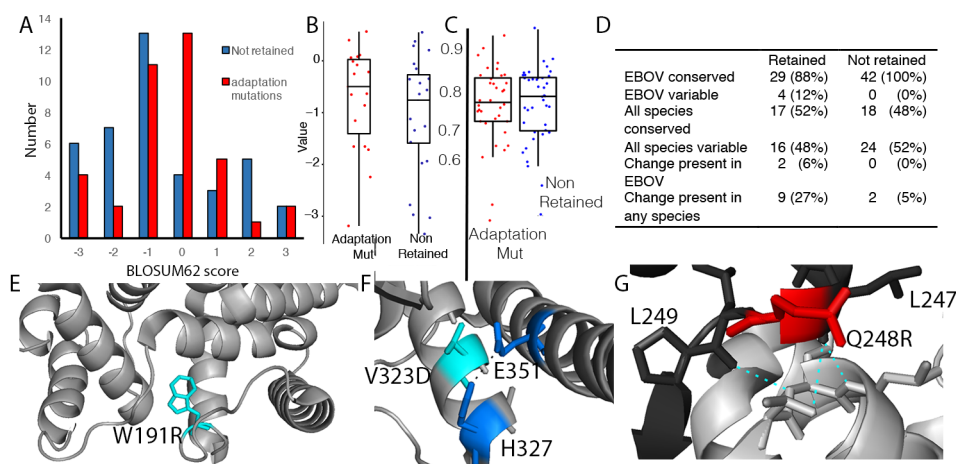 A
14
12
10
8
6
4
2
0
Number
-3 -2 -1 0 1 2 3
BLOSUM62 score
Not retained
adaptation
mutations
B
Value
0
−1
−2
−3
Adaptation
Mut
Non
Retained
C
0.9
0.8
0.7
0.6
Adaptation
Mut
Non
Retained
D
Retained Not retained
EBOV conserved 29 (88%) 42 (100%)
EBOV variable 4 (12%) 0 (0%)
All species 17 (52%) 18 (48%)
conserved
All species variable 16 (48%) 24 (52%)
Change present in 2 (6%) 0 (0%)
EBOV
Change present in 9 (27%) 2 (5%)
any species
E
W191R
F
V323D
E351
H327
G
L249
L247
Q248R